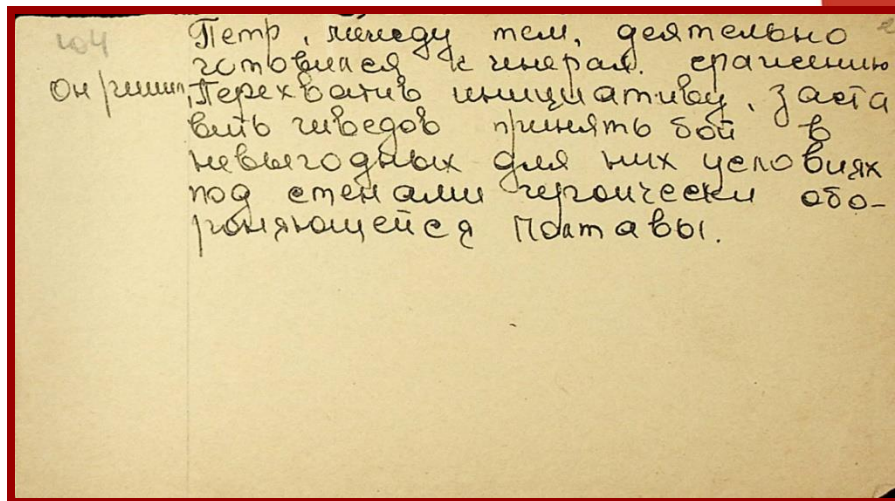 104 Петр, между тем, деятельно
готовился к генерал. сражению
Он решил, Перехватив инициативу, заста
вить шведов принять бой в
невыгодных для них условиях
под стенами героически обо-
роняющейся Полтавы.